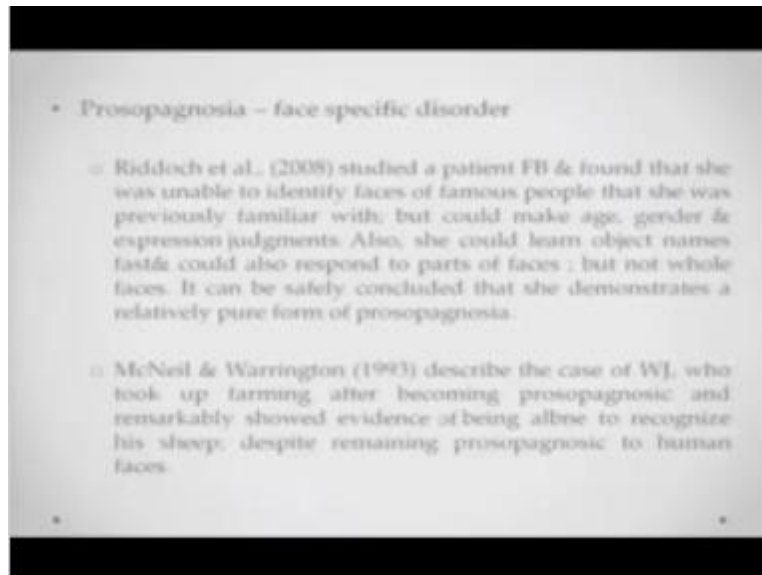 • Prosopagnosia – face specific disorder
○ Riddoch et al., (2008) studied a patient FB & found that she
was unable to identify faces of famous people that she was
previously familiar with; but could make age, gender &
expression judgments. Also, she could learn object names
fast& could also respond to parts of faces ; but not whole
faces. It can be safely concluded that she demonstrates a
relatively pure form of prosopagnosia.
○ McNeil & Warrington (1993) describe the case of WJ, who
took up farming after becoming prosopagnosic and
remarkably showed evidence of being albne to recognize
his sheep; despite remaining prosopagnosic to human
faces.